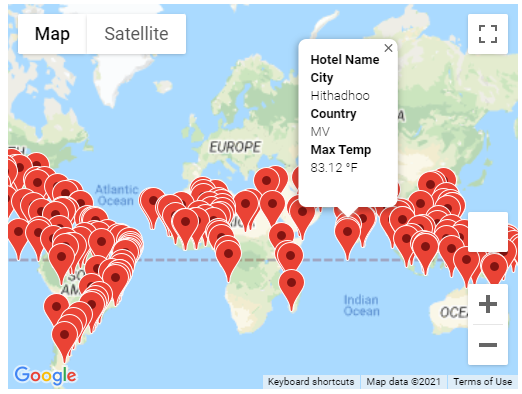 Map
Satellite
Hotel Name
City
Hithadhoo
Country
MV
Max Temp
83.12 °F
EUROPE
Atlantic
Ocean
Indian
Ocean
Google
Keyboard shortcuts
Map data ©2021
Terms of Use